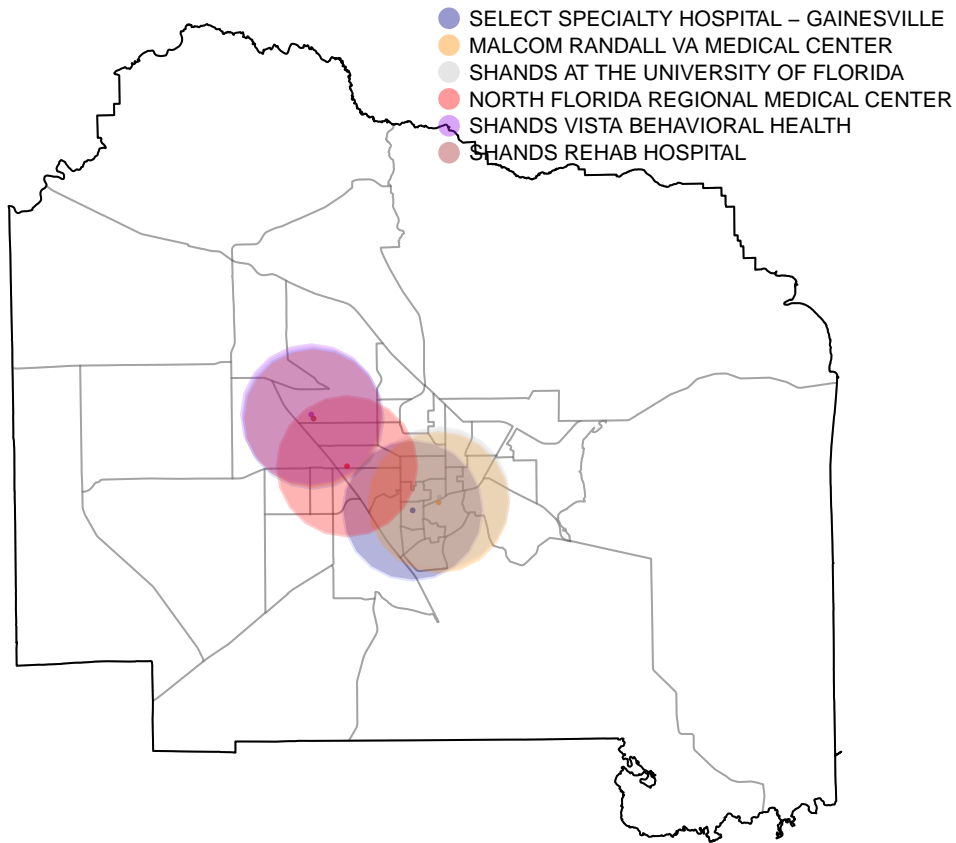 SELECT SPECIALTY HOSPITAL – GAINESVILLE
MALCOM RANDALL VA MEDICAL CENTER
SHANDS AT THE UNIVERSITY OF FLORIDA
NORTH FLORIDA REGIONAL MEDICAL CENTER
SHANDS VISTA BEHAVIORAL HEALTH
SHANDS REHAB HOSPITAL